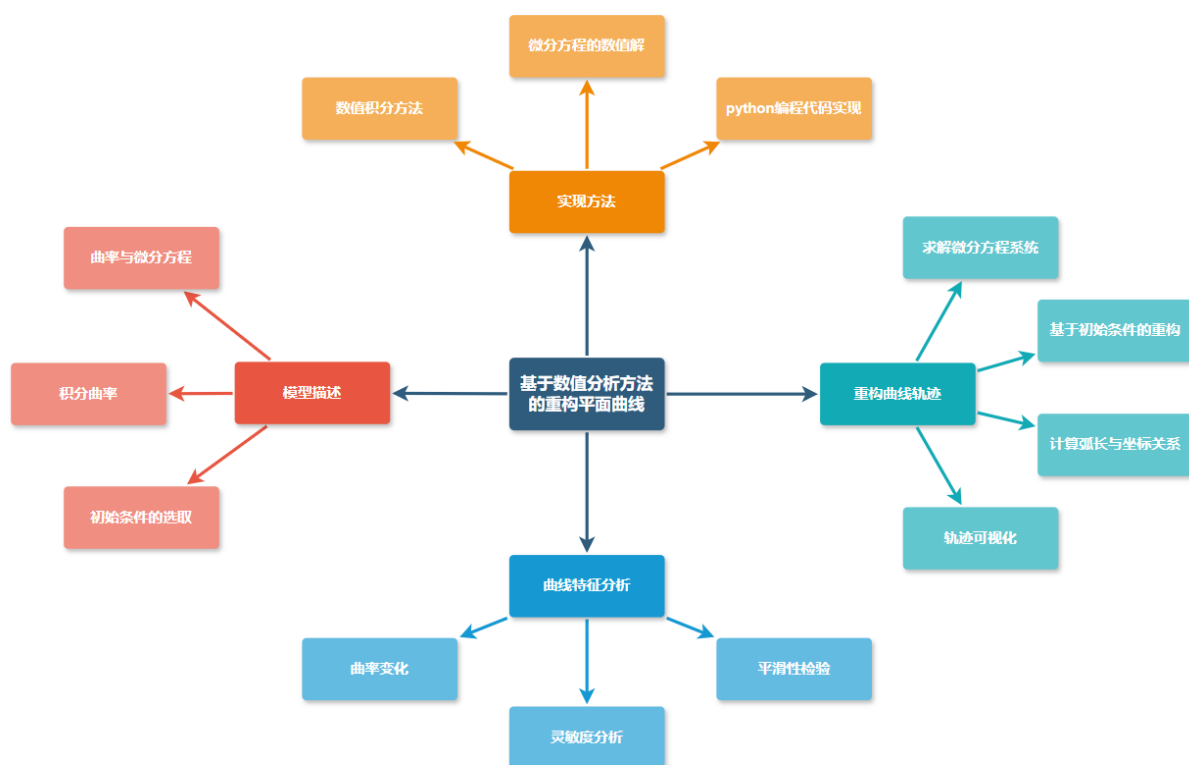 微分方程的数值解
数值积分方法
python编程代码实现
实现方法
曲率与微分方程
求解微分方程系统
基于初始条件的重构
积分曲率
模型描述
基于数值分析方法
的重构平面曲线
重构曲线轨迹
计算弧长与坐标关系
初始条件的选取
轨迹可视化
曲线特征分析
曲率变化
平滑性检验
灵敏度分析